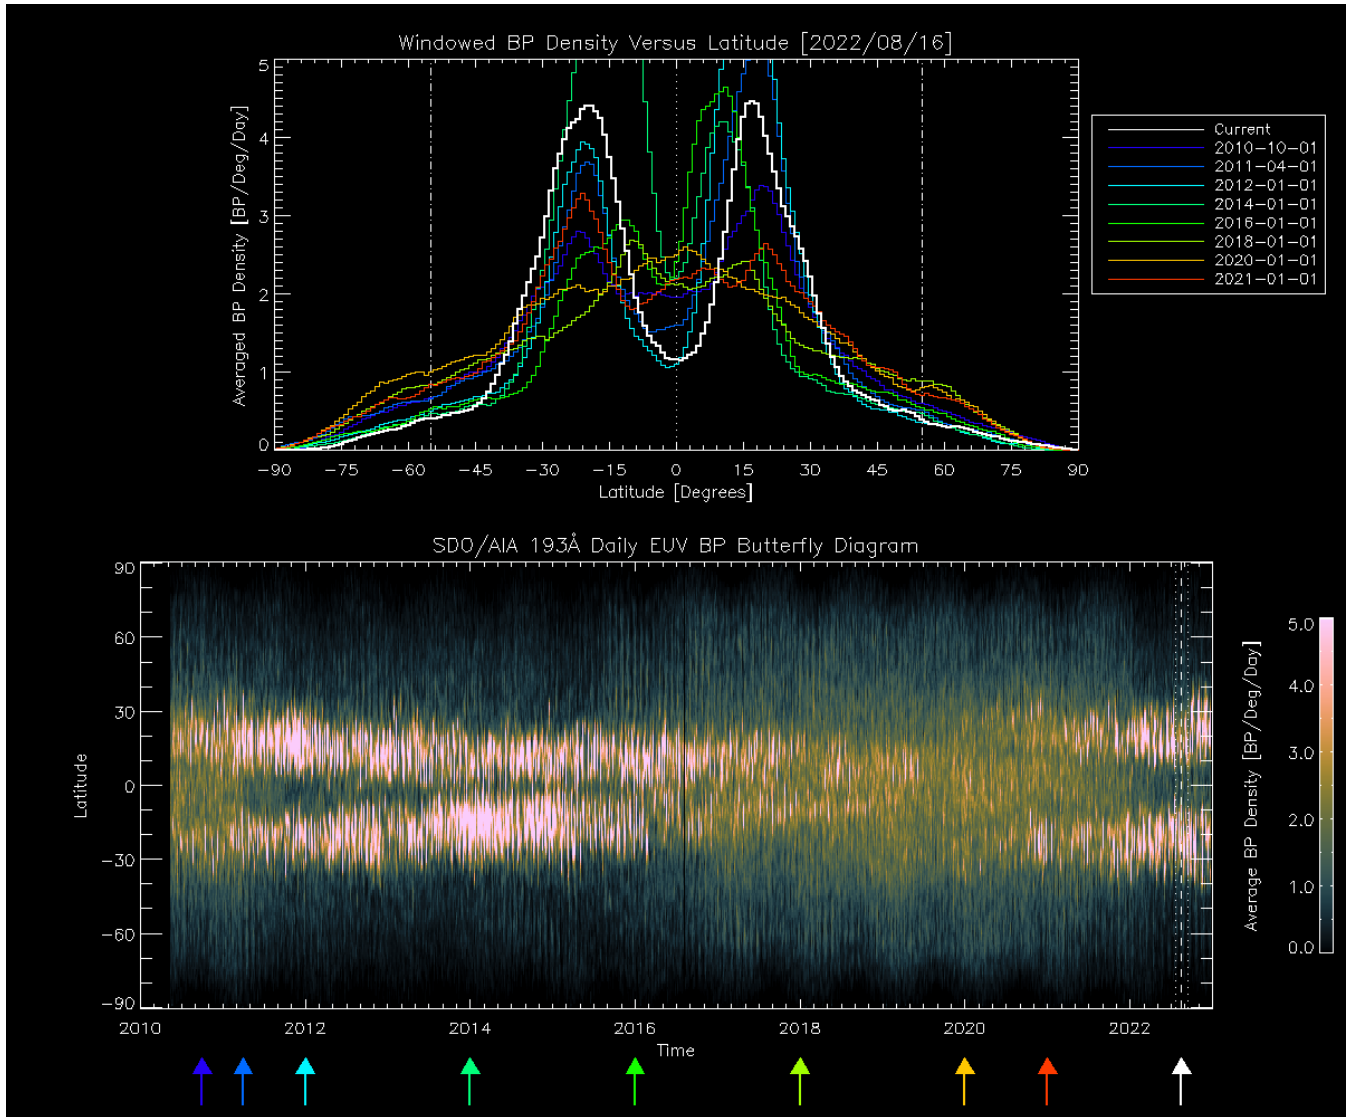 Windowed BP Density Versus Latitude [2022/08/16]
5
4
3
2
1
0
Averaged BP Density [BP/Deg/Day]
-90 -75 -60 -45 -30 -15 0 15 30 45 60 75 90
Latitude [Degrees]
Current
2010-10-01
2011-04-01
2012-01-01
2014-01-01
2016-01-01
2018-01-01
2020-01-01
2021-01-01
SDO/AIA 193Å Daily EUV BP Butterfly Diagram
90
60
30
0
-30
-60
-90
Latitude
2010 2012 2014 2016 2018 2020 2022
Time
Average BP Density [BP/Deg/Day]
5.0
4.0
3.0
2.0
1.0
0.0